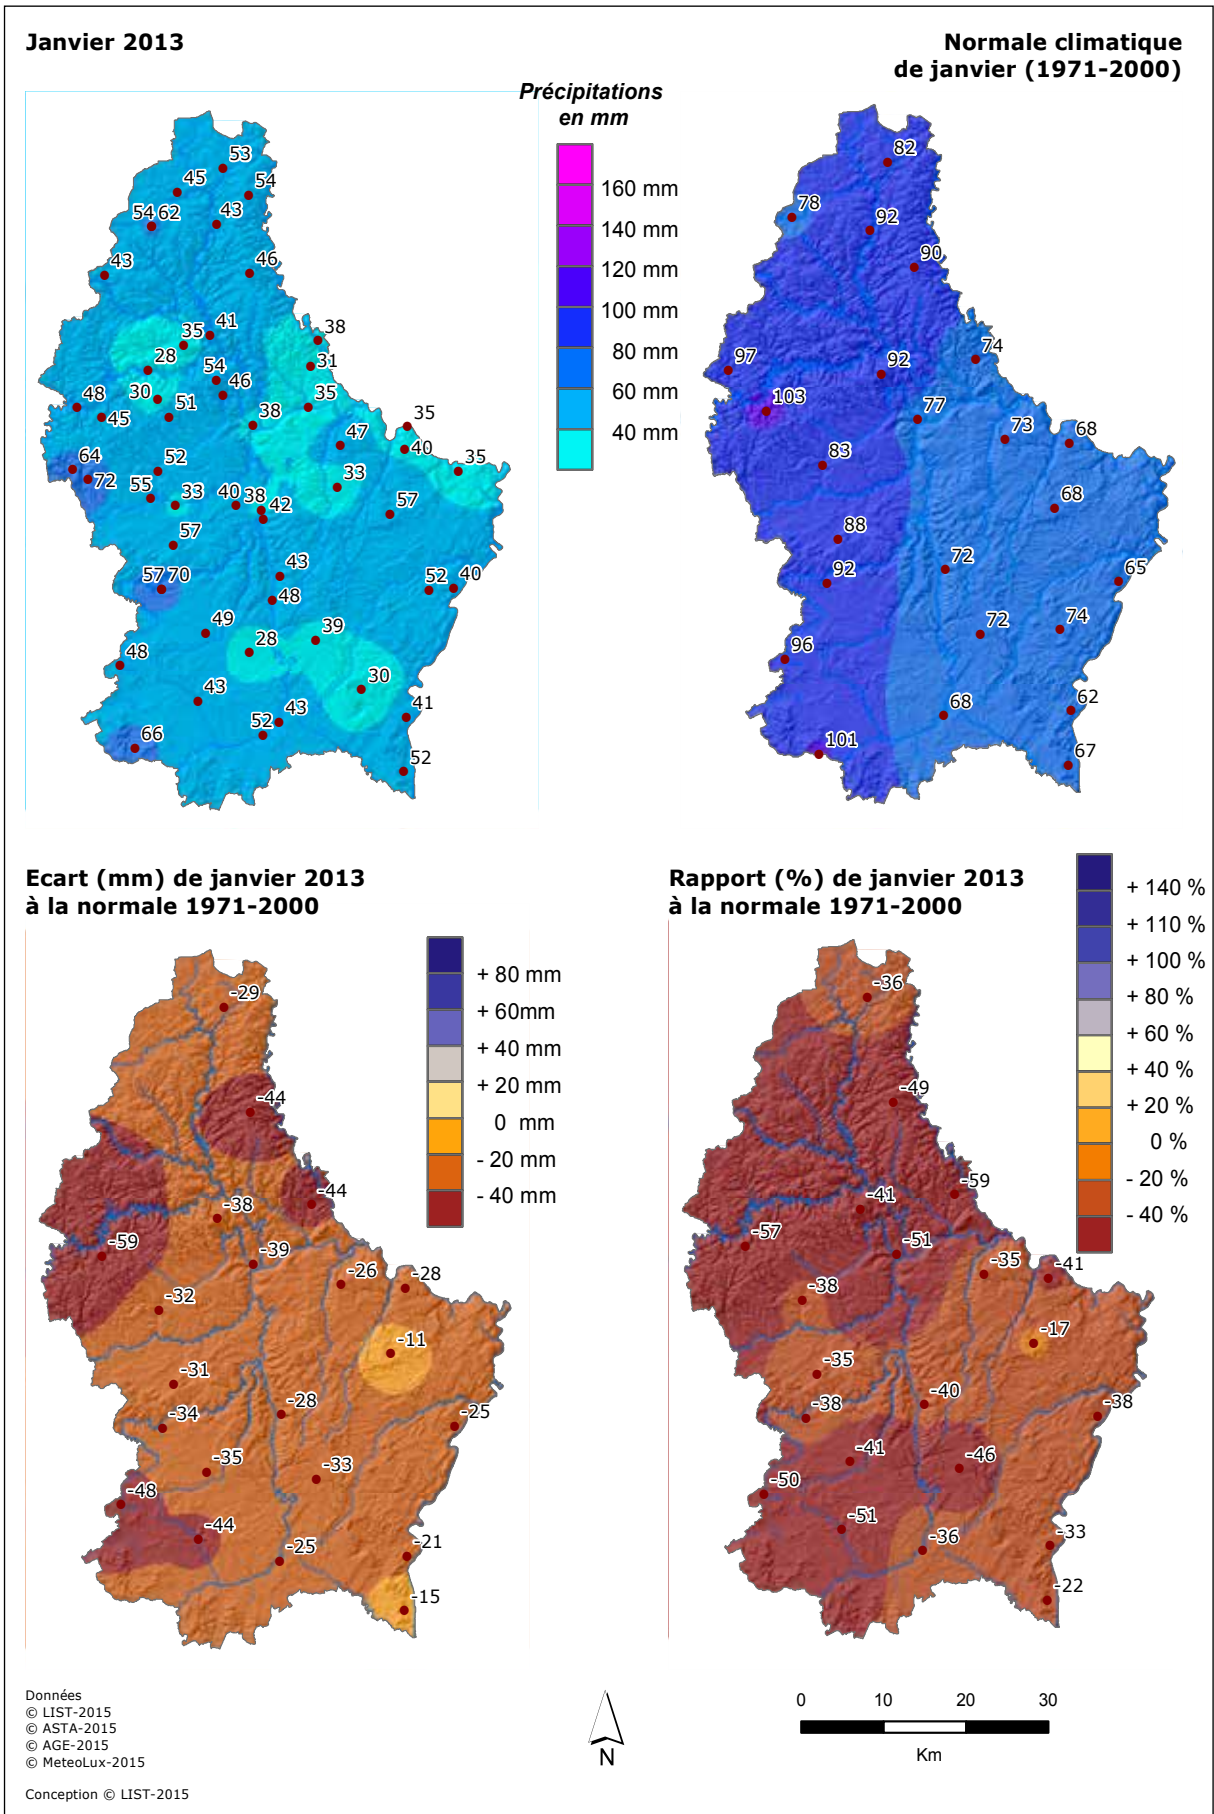 Janvier 2013
Normale climatique
de janvier (1971-2000)
Précipitations
en mm
160 mm
140 mm
120 mm
100 mm
80 mm
60 mm
40 mm
53
45
54
54 62
43
43
46
41
35
38
28
31
54
46
30
48
35
51
45
38
35
47
40
64
52
35
72
33
55
33
40
38
42
57
57
43
57 70
52
40
48
49
39
28
48
30
43
41
43
52
66
52
82
78
92
90
74
97
92
103
77
73
68
83
68
88
72
65
92
72
74
96
62
68
101
67
Ecart (mm) de janvier 2013
à la normale 1971-2000
+ 80 mm
+ 60mm
+ 40 mm
+ 20 mm
0 mm
- 20 mm
- 40 mm
-29
-44
-44
-38
-59
-39
-26
-28
-32
-11
-31
-28
-34
-25
-35
-33
-48
-44
-25
-21
-15
Rapport (%) de janvier 2013
à la normale 1971-2000
+ 140 %
+ 110 %
+ 100 %
+ 80 %
+ 60 %
+ 40 %
+ 20 %
0 %
- 20 %
- 40 %
-36
-49
-59
-41
-57
-51
-35
-41
-38
-17
-35
-40
-38
-38
-41
-46
-50
-51
-36
-33
-22
Données
© LIST-2015
© ASTA-2015
© AGE-2015
© MeteoLux-2015
Conception © LIST-2015
N
0 10 20 30
Km